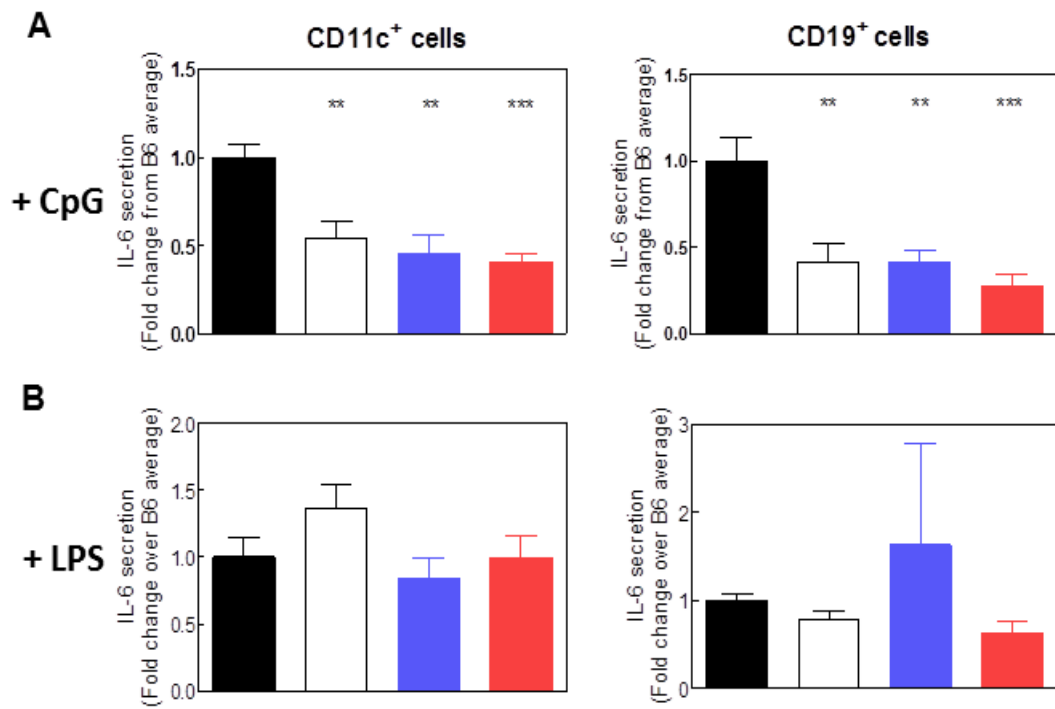 A
CD11c+ cells
CD19+ cells
+ CpG
IL-6 secretion
(Fold change from B6 average)
1.5
1.0
0.5
0.0
** ** ***
IL-6 secretion
(Fold change from B6 average)
1.5
1.0
0.5
0.0
** ** ***
B
+ LPS
IL-6 secretion
(Fold change over B6 average)
2.0
1.5
1.0
0.5
0.0
IL-6 secretion
(Fold change over B6 average)
3
2
1
0